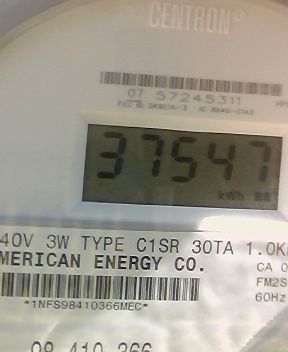 CENTRON®
07 57245311
37547
kWh
40V 3W TYPE C1SR 30TA 1.0K
MERICAN ENERGY CO.
CA 0
*1NFS98410366MEC*
FM2S
60Hz
98 410 366